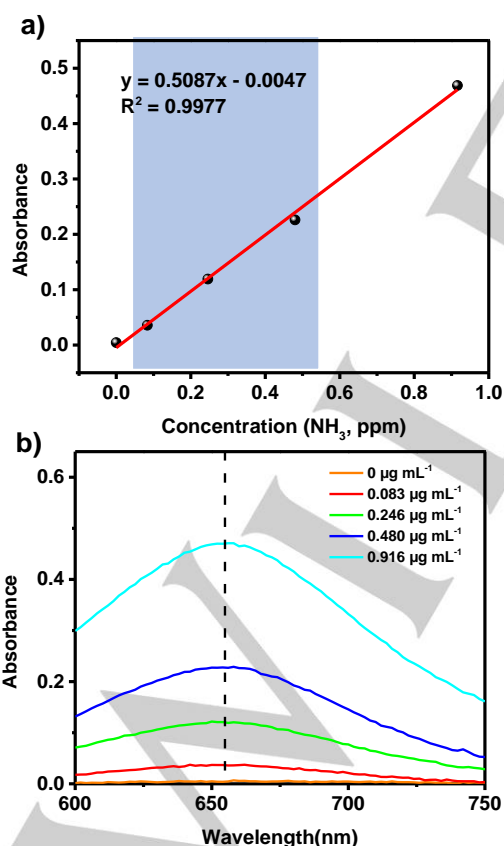 a)
y = 0.5087x - 0.0047
R² = 0.9977
0.5
0.4
0.3
0.2
0.1
0.0
Absorbance
0.0 0.2 0.4 0.6 0.8 1.0
Concentration (NH₃, ppm)
b)
0.6
0.4
0.2
0.0
Absorbance
0 µg mL⁻¹
0.083 µg mL⁻¹
0.246 µg mL⁻¹
0.480 µg mL⁻¹
0.916 µg mL⁻¹
600 650 700 750
Wavelength(nm)